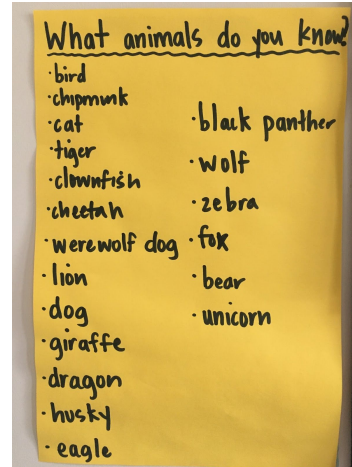 What animals do you know?
·bird
·chipmunk
·cat
·tiger
·clownfish
·cheetah
·werewolf dog
·lion
·dog
·giraffe
·dragon
·husky
·eagle
·black panther
·wolf
·zebra
·fox
·bear
·unicorn